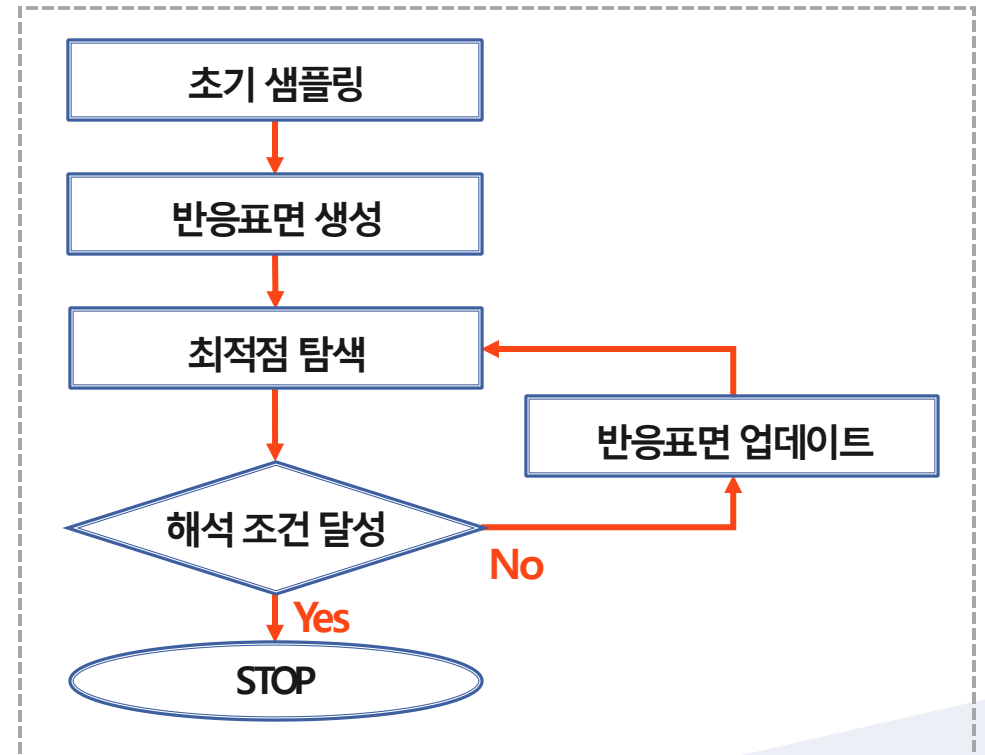 초기 샘플링
반응표면 생성
최적점 탐색
반응표면 업데이트
해석 조건 달성
No
Yes
STOP